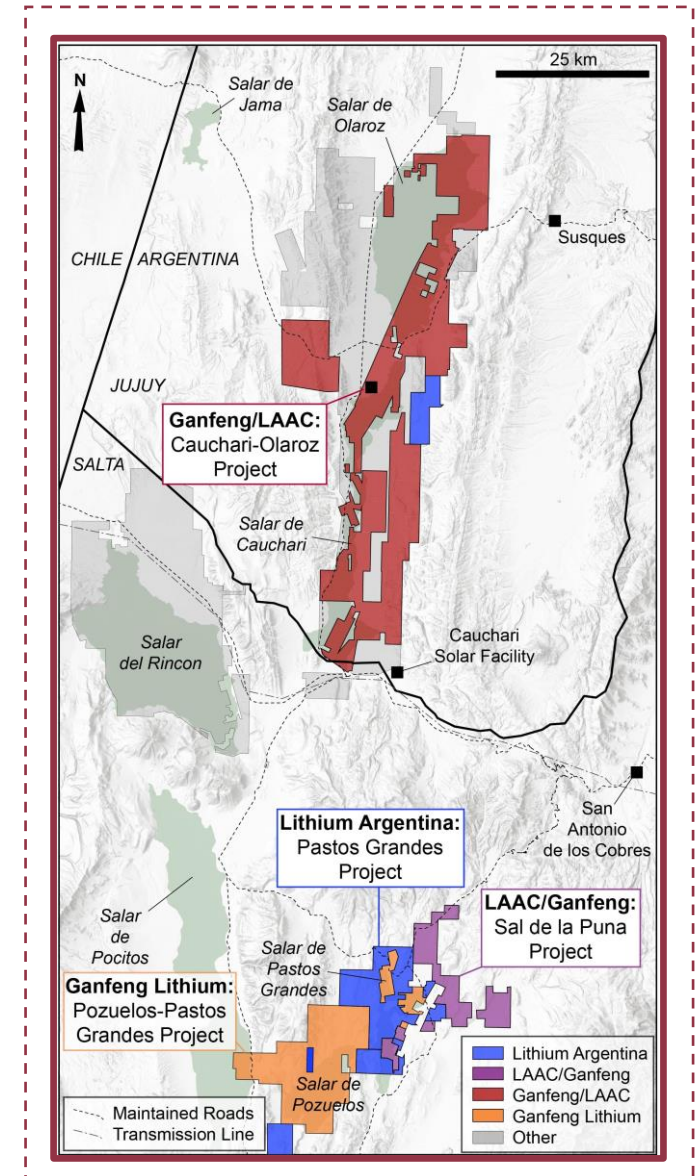 N
25 km
Salar de
Jama
Salar de
Olaroz
Susques
CHILE
ARGENTINA
JUJUY
Ganfeng/LAAC:
Cauchari-Olaroz
Project
SALTA
Salar de
Cauchari
Salar
del Rincon
Cauchari
Solar Facility
San
Antonio
de los Cobres
Lithium Argentina:
Pastos Grandes
Project
LAAC/Ganfeng:
Sal de la Puna
Project
Salar
de
Pocitos
Salar de
Pastos
Grandes
Ganfeng Lithium:
Pozuelos-Pastos
Grandes Project
Salar de
Pozuelos
Maintained Roads
Transmission Line
Lithium Argentina
LAAC/Ganfeng
Ganfeng/LAAC
Ganfeng Lithium
Other